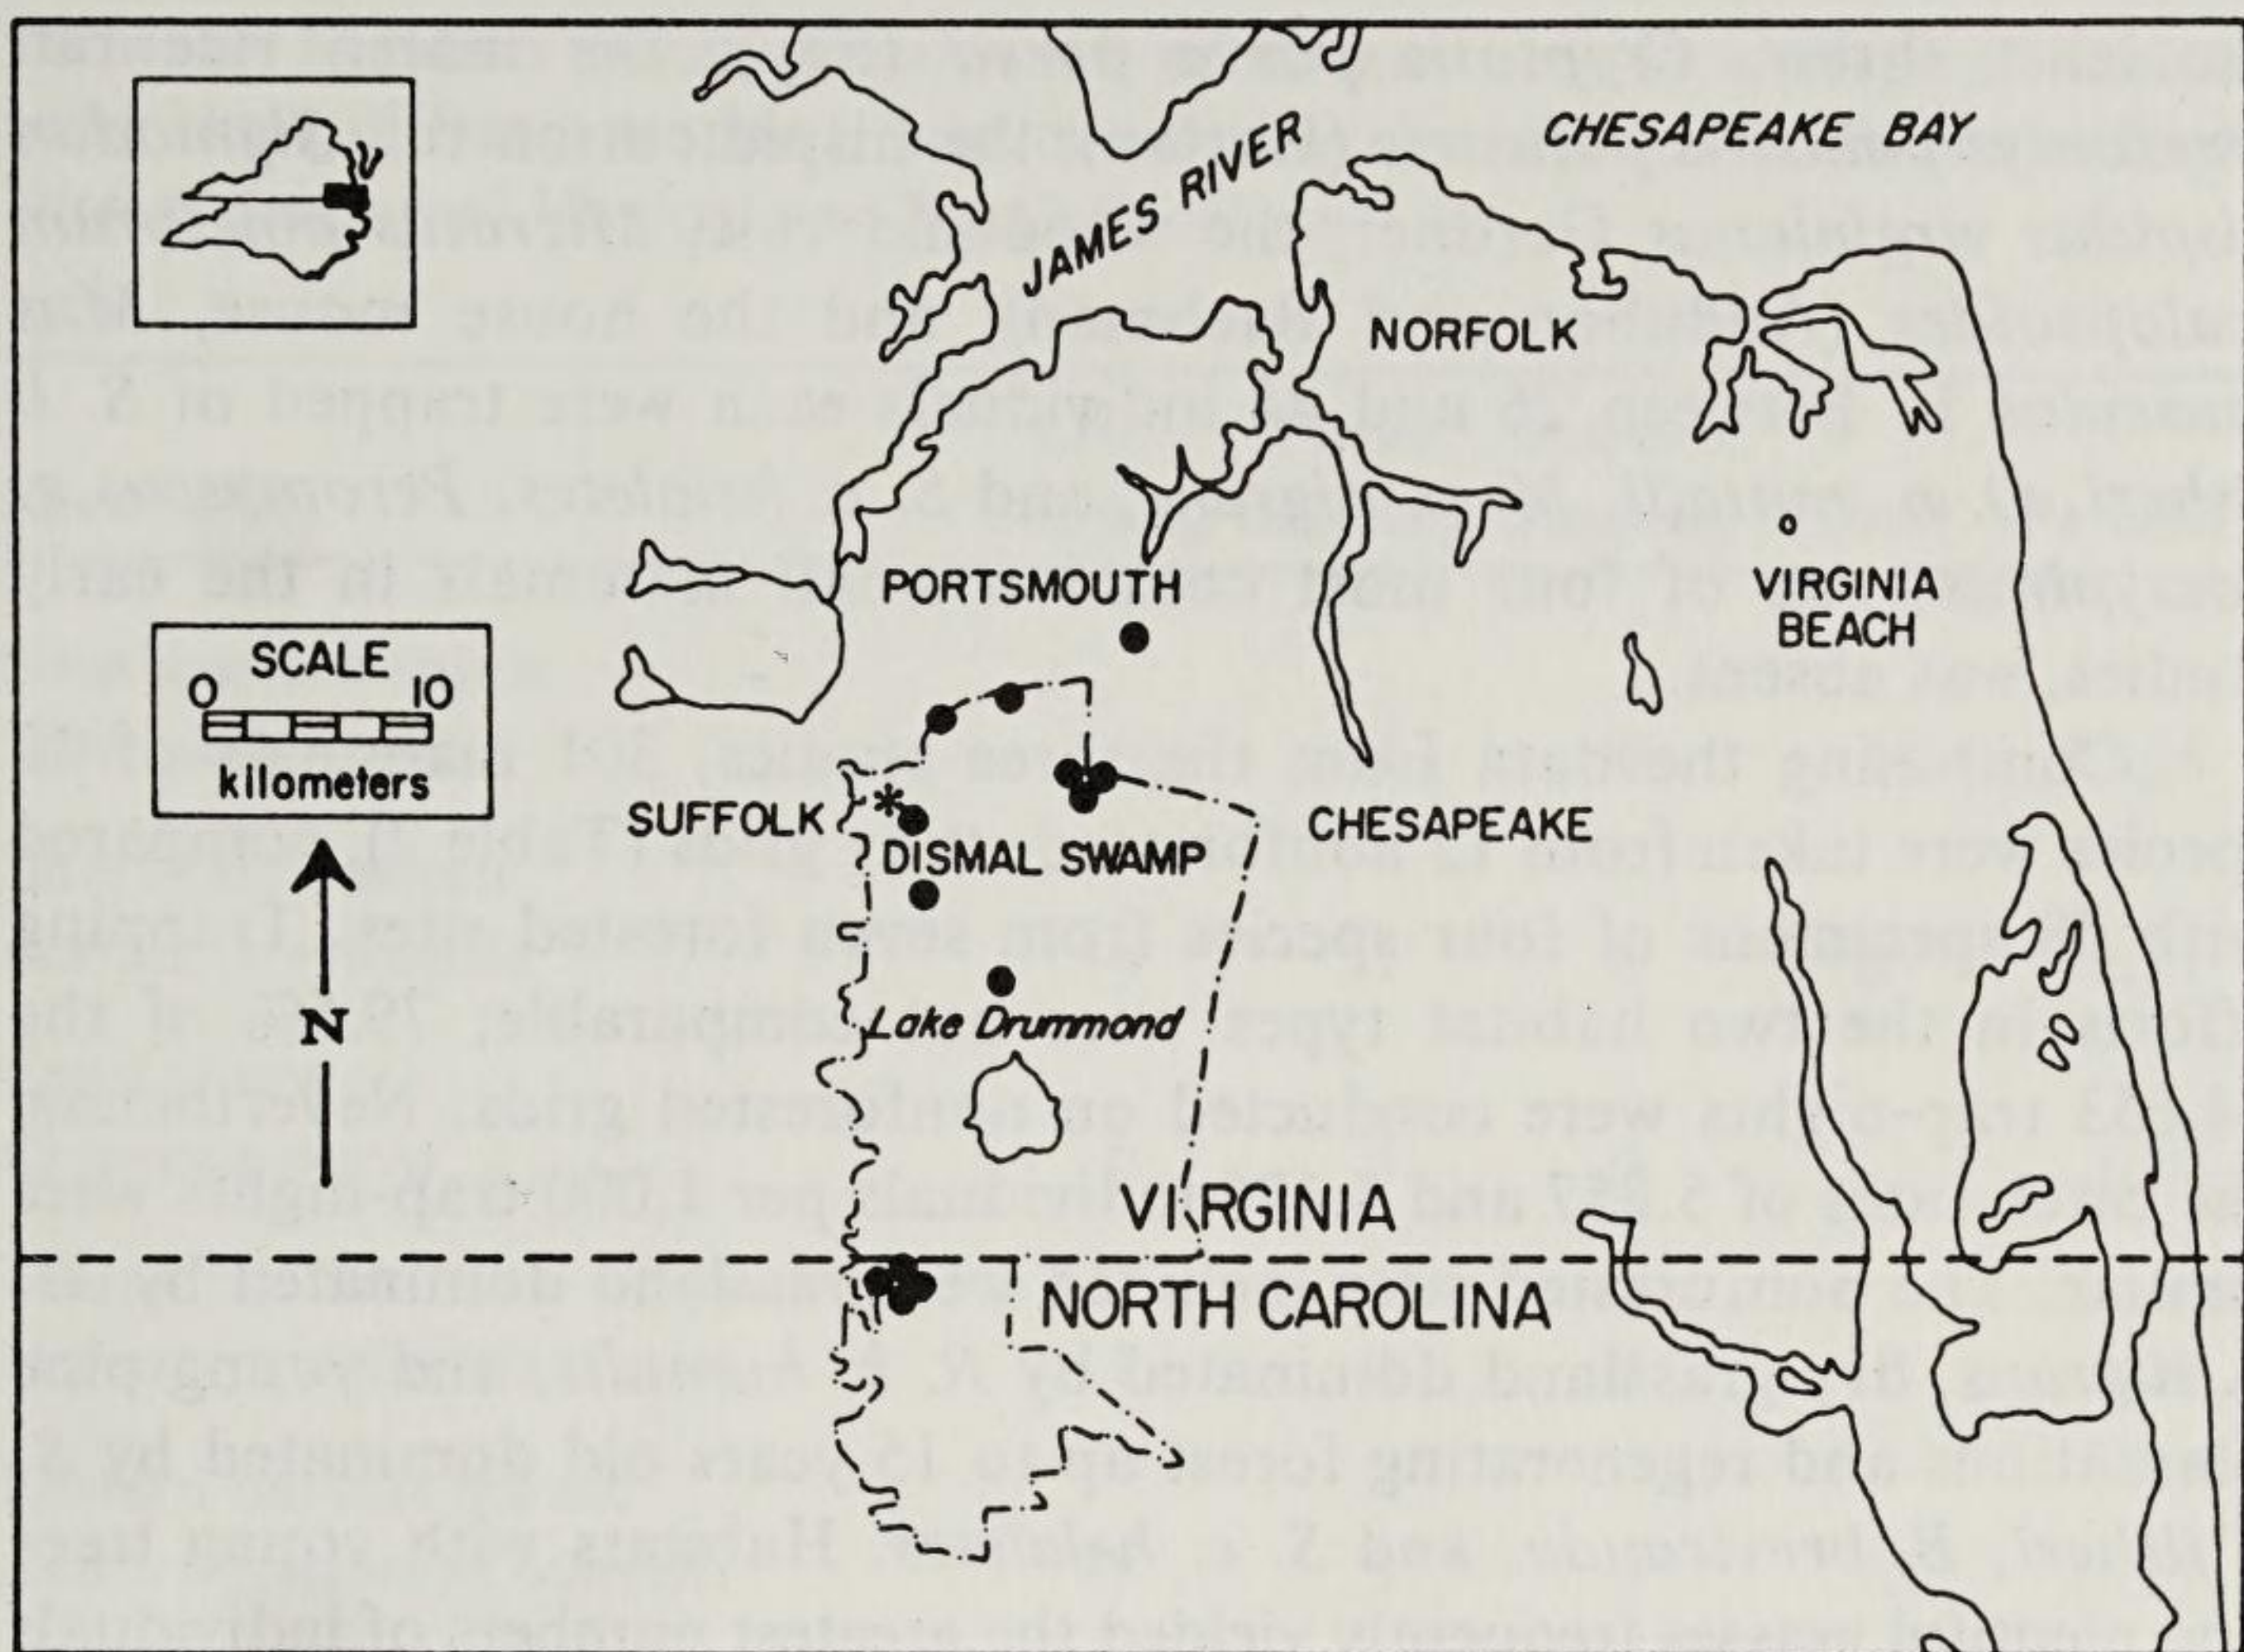 CHESAPEAKE BAY
JAMES RIVER
NORFOLK
PORTSMOUTH
VIRGINIA
BEACH
SCALE
0 10
kilometers
SUFFOLK
*
CHESAPEAKE
DISMAL SWAMP
Lake Drummond
N
VIRGINIA
NORTH CAROLINA